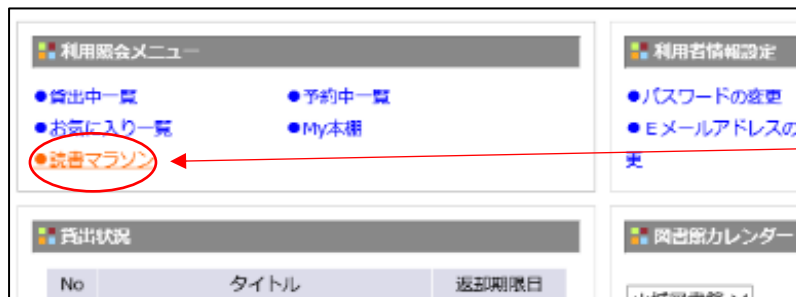 利用照会メニュー
●貸出中一覧 ●予約中一覧
●お気に入り一覧 ●My本棚
●読書マラソン
利用者情報設定
●パスワードの変更
●Eメールアドレスの
更
貸出状況
No タイトル 返却期限日
図書館カレンダー